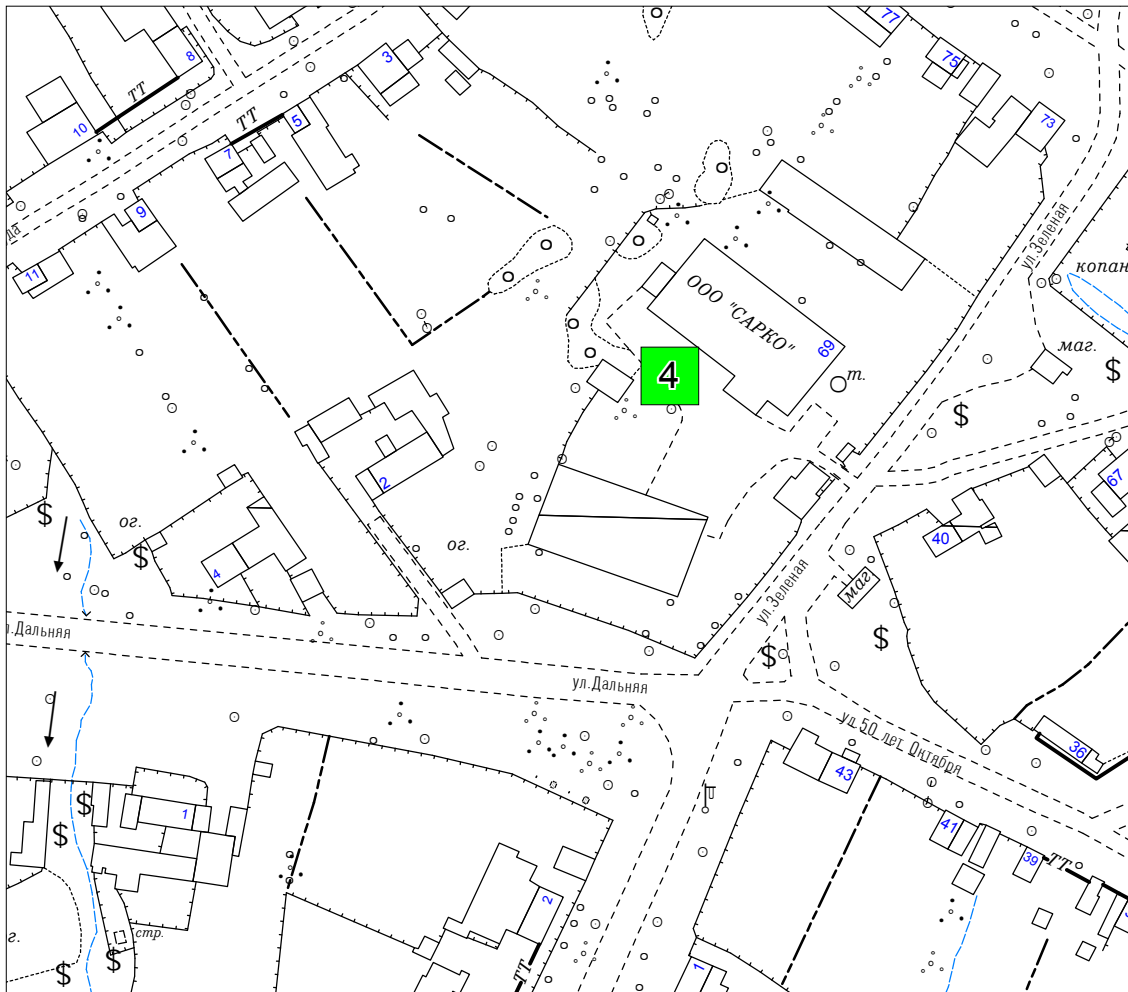 77
8
3
75
ТТ
73
10
ТТ
5
7
9
ул.Зеленая
11
копан
ООО "САРКО"
69
маг.
$
4
т.
$
2
67
$
ог.
ог.
$
40
4
ул.Зеленая
маг
.Дальняя
$
$
ул.Дальняя
ул.50 лет Октября
36
43
$
1
$
41
39
ТТ
2
стр.
г.
$
$
ТТ
1